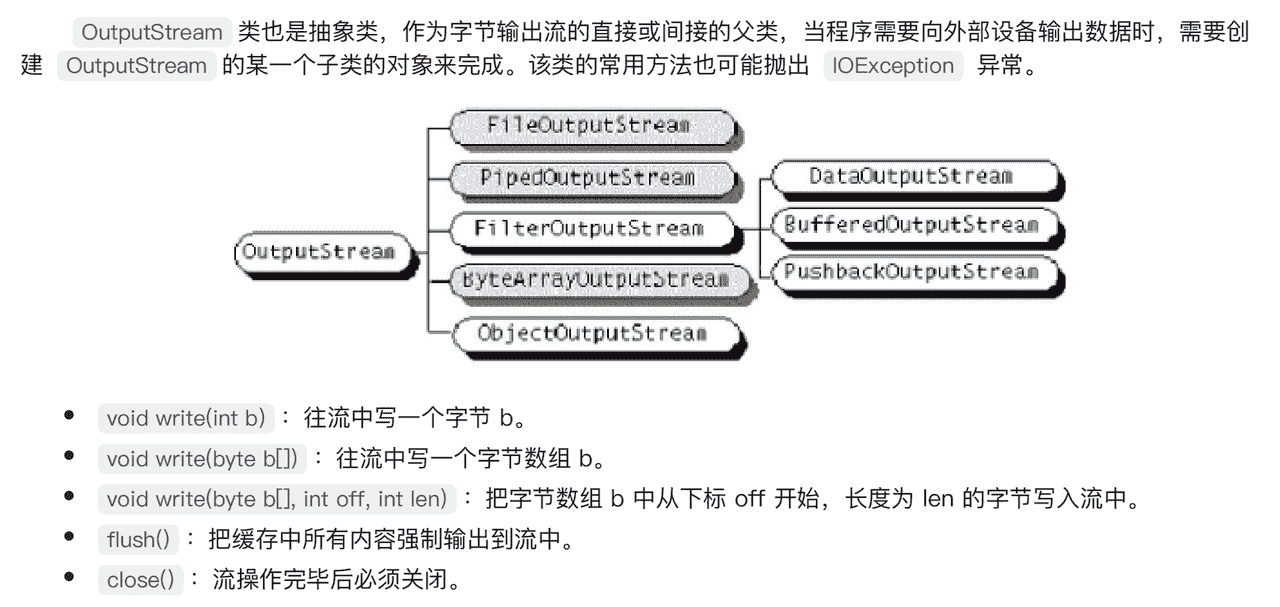 OutputStream 类也是抽象类，作为字节输出流的直接或间接的父类，当程序需要向外部设备输出数据时，需要创
建 OutputStream 的某一个子类的对象来完成。该类的常用方法也可能抛出 IOException 异常。
FileOutputStream
PipedOutputStream
DataOutputStream
FilterOutputStream
BufferedOutputStream
OutputStream
PushbackOutputStream
ByteArrayOutputStream
ObjectOutputStream
• void write(int b) ： 往流中写一个字节 b。
• void write(byte b[]) ： 往流中写一个字节数组 b。
• void write(byte b[], int off, int len) ： 把字节数组 b 中从下标 off 开始，长度为 len 的字节写入流中。
• flush() ： 把缓存中所有内容强制输出到流中。
• close() ： 流操作完毕后必须关闭。